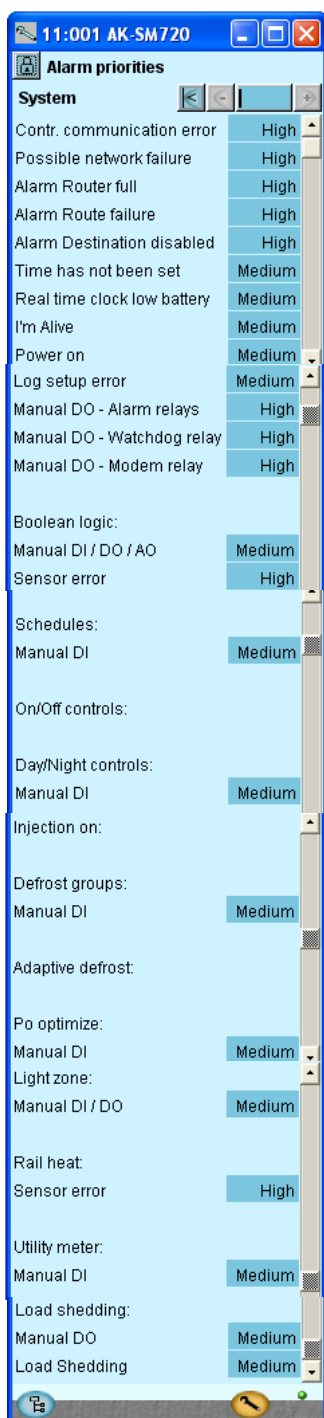 11:001 AK-SM720
Alarm priorities
System
Contr. communication error High
Possible network failure High
Alarm Router full High
Alarm Route failure High
Alarm Destination disabled High
Time has not been set Medium
Real time clock low battery Medium
I'm Alive Medium
Power on Medium
Log setup error Medium
Manual DO - Alarm relays High
Manual DO - Watchdog relay High
Manual DO - Modem relay High
Boolean logic:
Manual DI / DO / AO Medium
Sensor error High
Schedules:
Manual DI Medium
On/Off controls:
Day/Night controls:
Manual DI Medium
Injection on:
Defrost groups:
Manual DI Medium
Adaptive defrost:
Po optimize:
Manual DI Medium
Light zone:
Manual DI / DO Medium
Rail heat:
Sensor error High
Utility meter:
Manual DI Medium
Load shedding:
Manual DO Medium
Load Shedding Medium